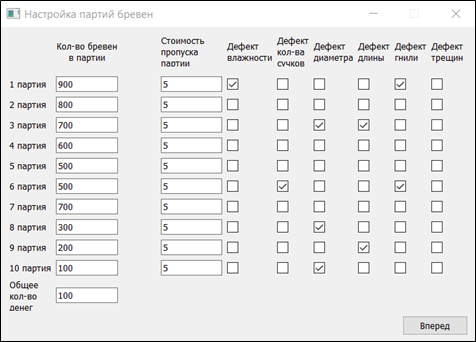 Настройка партий бревен
Кол-во бревен
в партии
Стоимость
пропуска
партии
Дефект
влажности
Дефект
кол-ва
сучков
Дефект
диаметра
Дефект
длины
Дефект
гнили
Дефект
трещин
1 партия 900 5
2 партия 800 5
3 партия 700 5
4 партия 600 5
5 партия 500 5
6 партия 500 5
7 партия 700 5
8 партия 300 5
9 партия 200 5
10 партия 100 5
Общее
кол-во
денег
100
Вперед